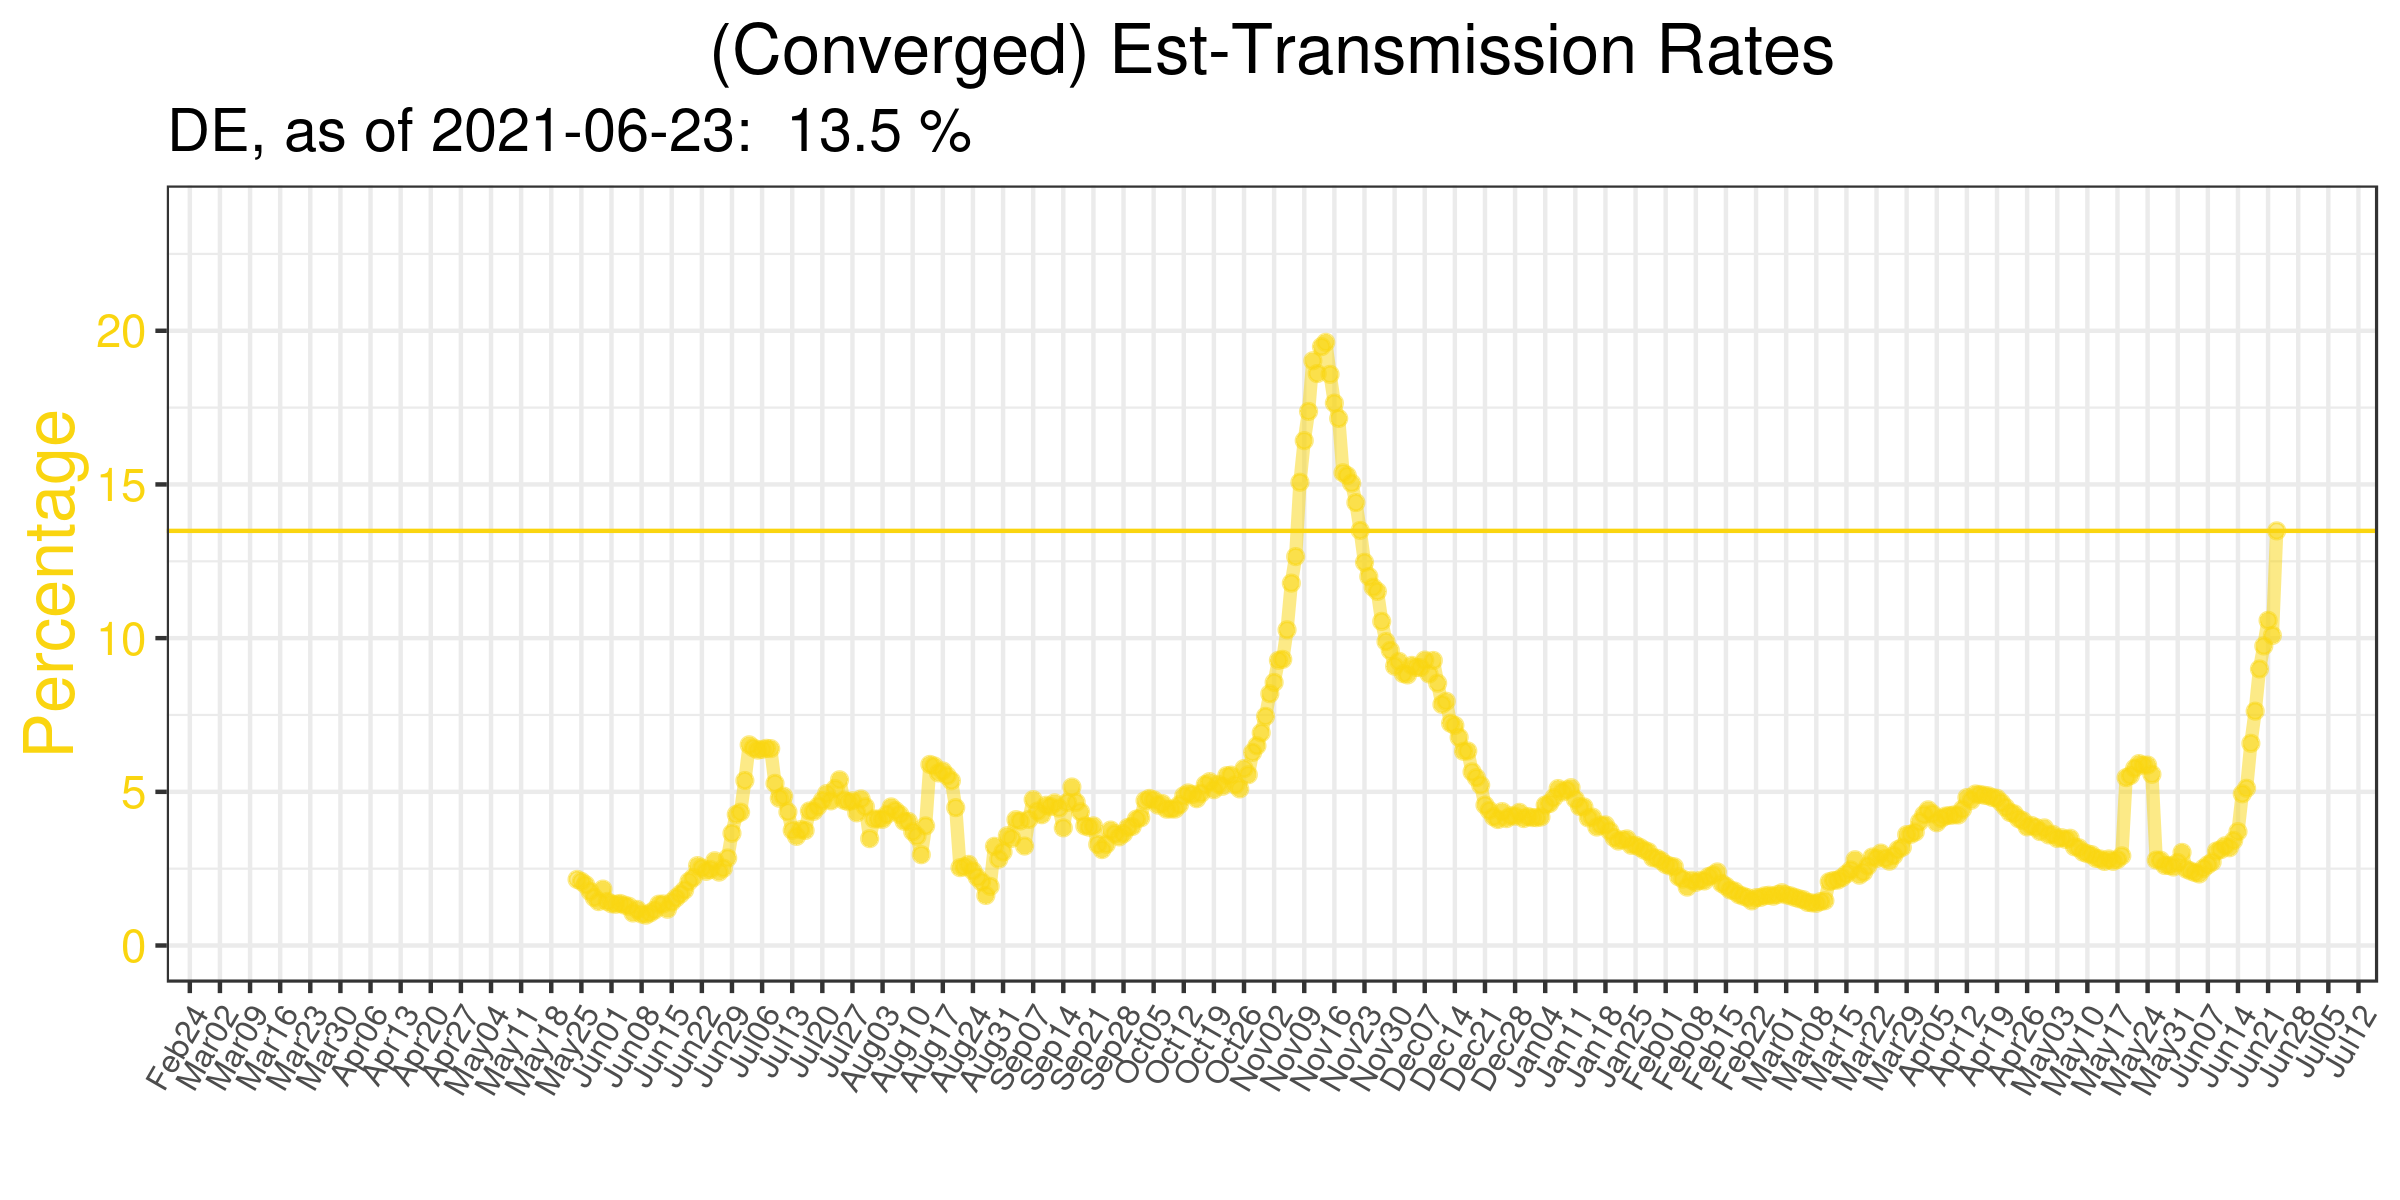 (Converged) Est-Transmission Rates
DE, as of 2021-06-23:  13.5 %
Percentage
20
15
10
5
0
Feb24
Mar02
Mar09
Mar16
Mar23
Mar30
Apr06
Apr13
Apr20
Apr27
May04
May11
May18
May25
Jun01
Jun08
Jun15
Jun22
Jun29
Jul06
Jul13
Jul20
Jul27
Aug03
Aug10
Aug17
Aug24
Aug31
Sep07
Sep14
Sep21
Sep28
Oct05
Oct12
Oct19
Oct26
Nov02
Nov09
Nov16
Nov23
Nov30
Dec07
Dec14
Dec21
Dec28
Jan04
Jan11
Jan18
Jan25
Feb01
Feb08
Feb15
Feb22
Mar01
Mar08
Mar15
Mar22
Mar29
Apr05
Apr12
Apr19
Apr26
May03
May10
May17
May24
May31
Jun07
Jun14
Jun21
Jun28
Jul05
Jul12